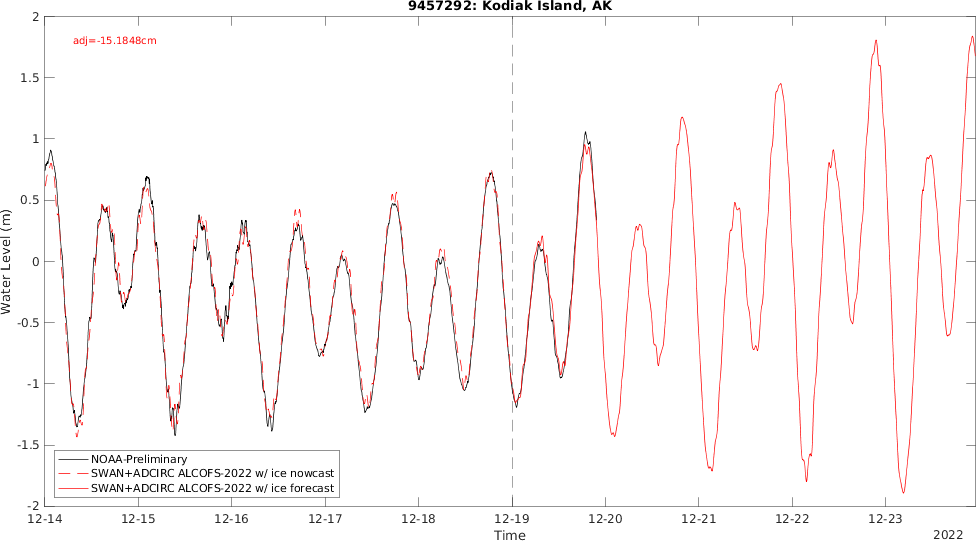 9457292: Kodiak Island, AK
adj=-15.1848cm
2
1.5
1
0.5
0
-0.5
-1
-1.5
-2
Water Level (m)
NOAA-Preliminary
SWAN+ADCIRC ALCOFS-2022 w/ ice nowcast
SWAN+ADCIRC ALCOFS-2022 w/ ice forecast
12-14 12-15 12-16 12-17 12-18 12-19 12-20 12-21 12-22 12-23
Time
2022